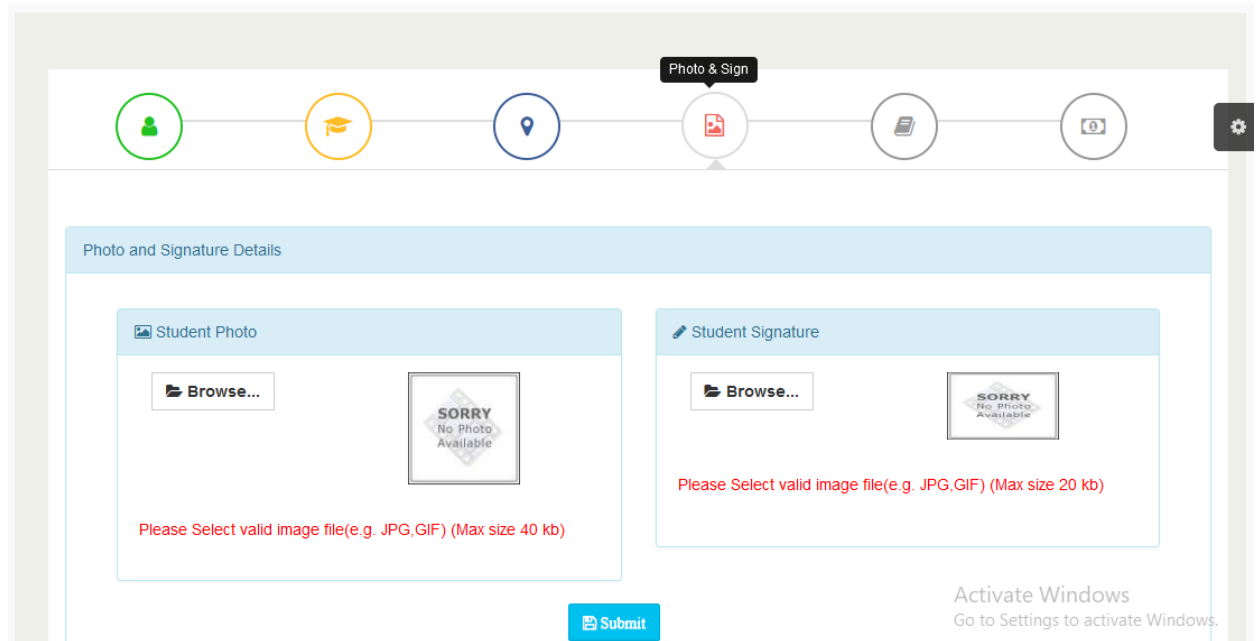 Photo & Sign
Photo and Signature Details
Student Photo
Student Signature
Browse...
SORRY
No Photo
Available
Browse...
SORRY
No Photo
Available
Please Select valid image file(e.g. JPG,GIF) (Max size 20 kb)
Please Select valid image file(e.g. JPG,GIF) (Max size 40 kb)
Submit
Activate Windows
Go to Settings to activate Windows.